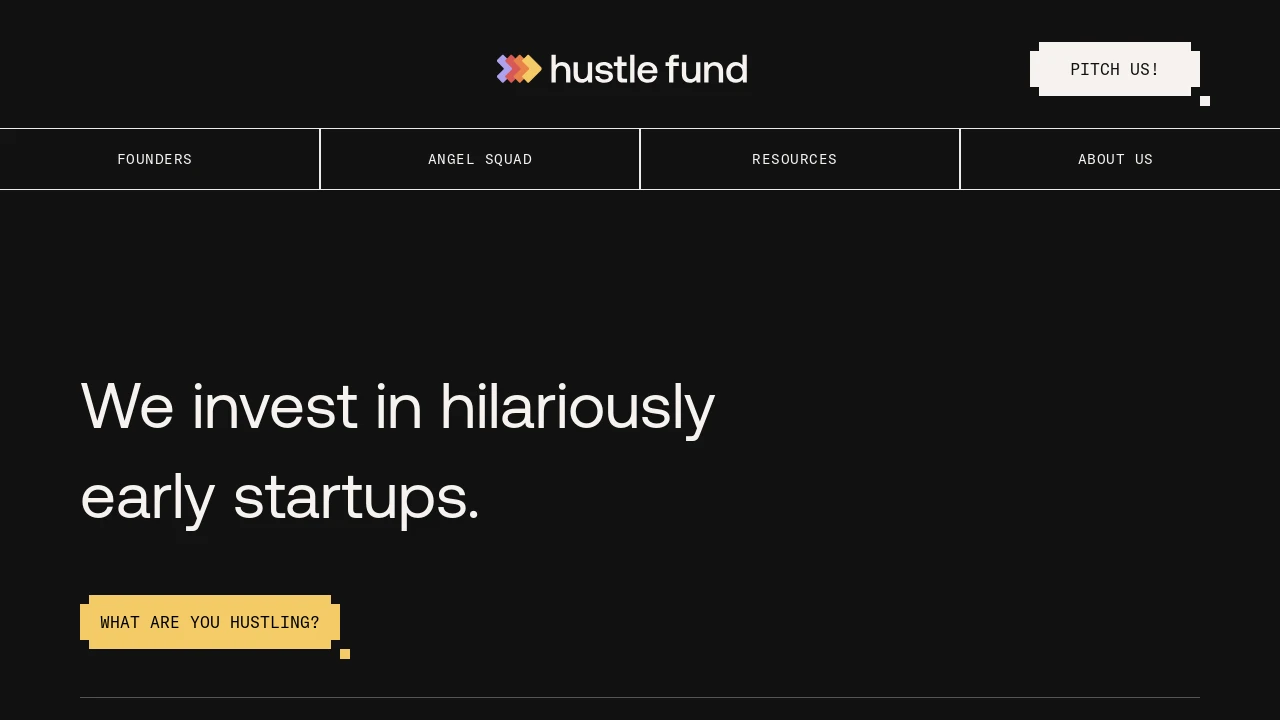 hustle fund
PITCH US!
FOUNDERS
ANGEL SQUAD
RESOURCES
ABOUT US
We invest in hilariously
early startups.
WHAT ARE YOU HUSTLING?